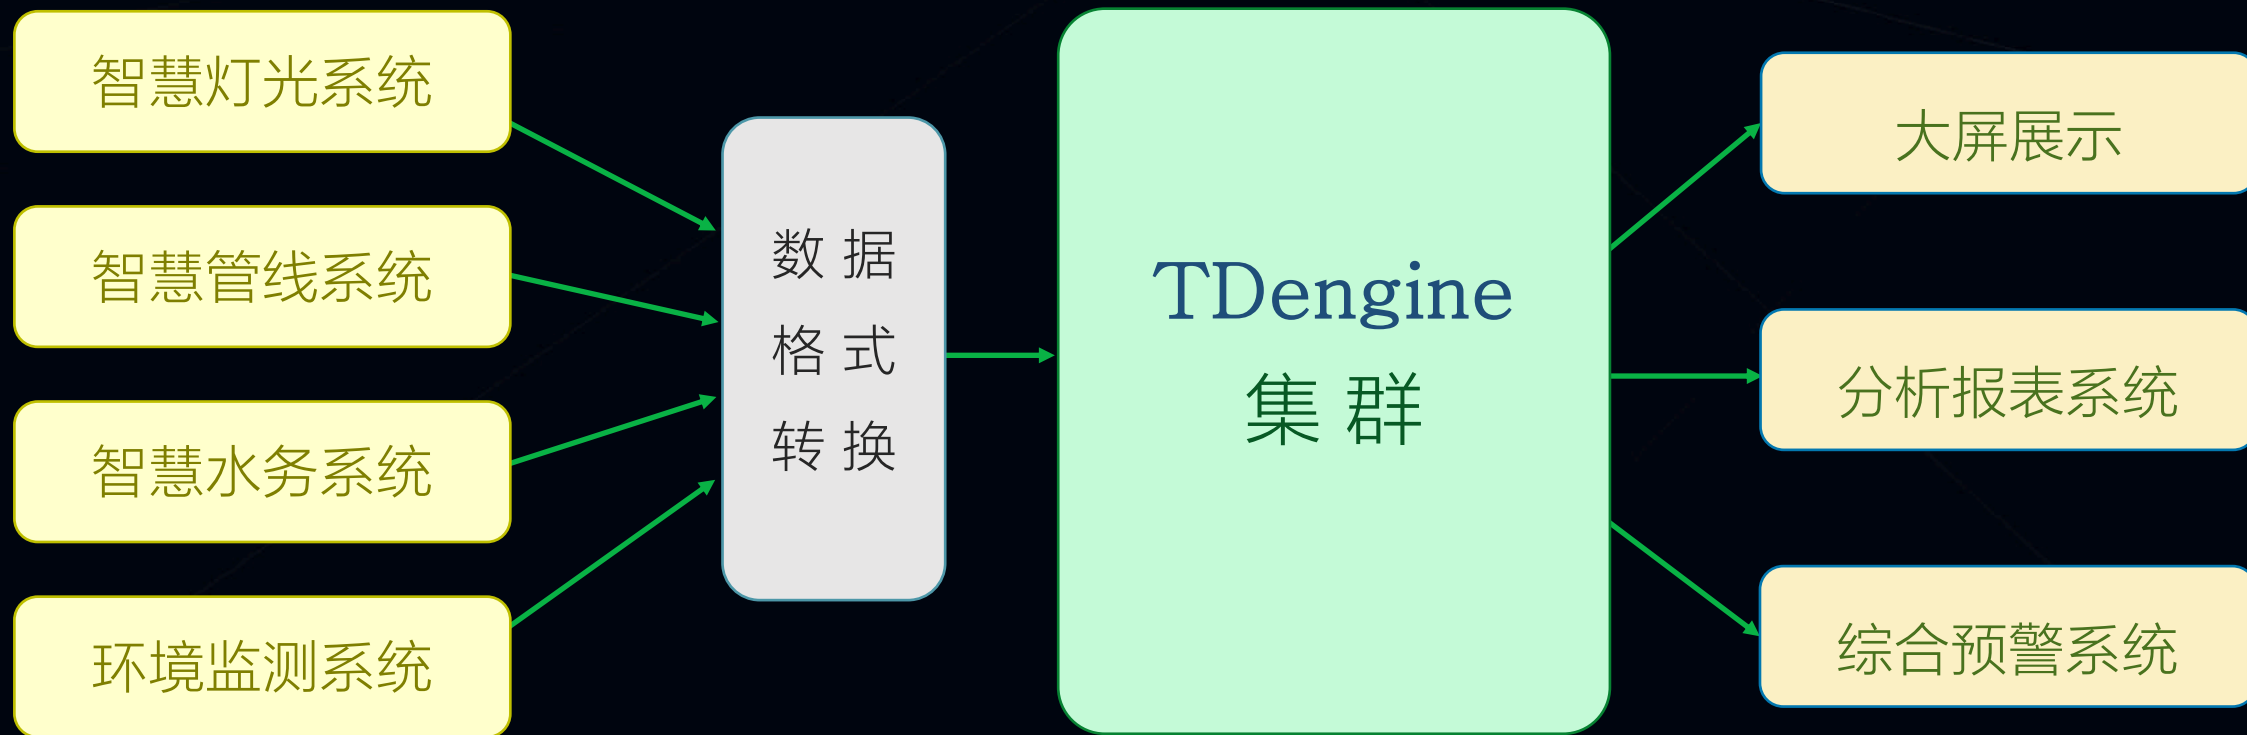 智慧灯光系统
智慧管线系统
智慧水务系统
环境监测系统
数据
格式
转换
TDengine
集群
大屏展示
分析报表系统
综合预警系统